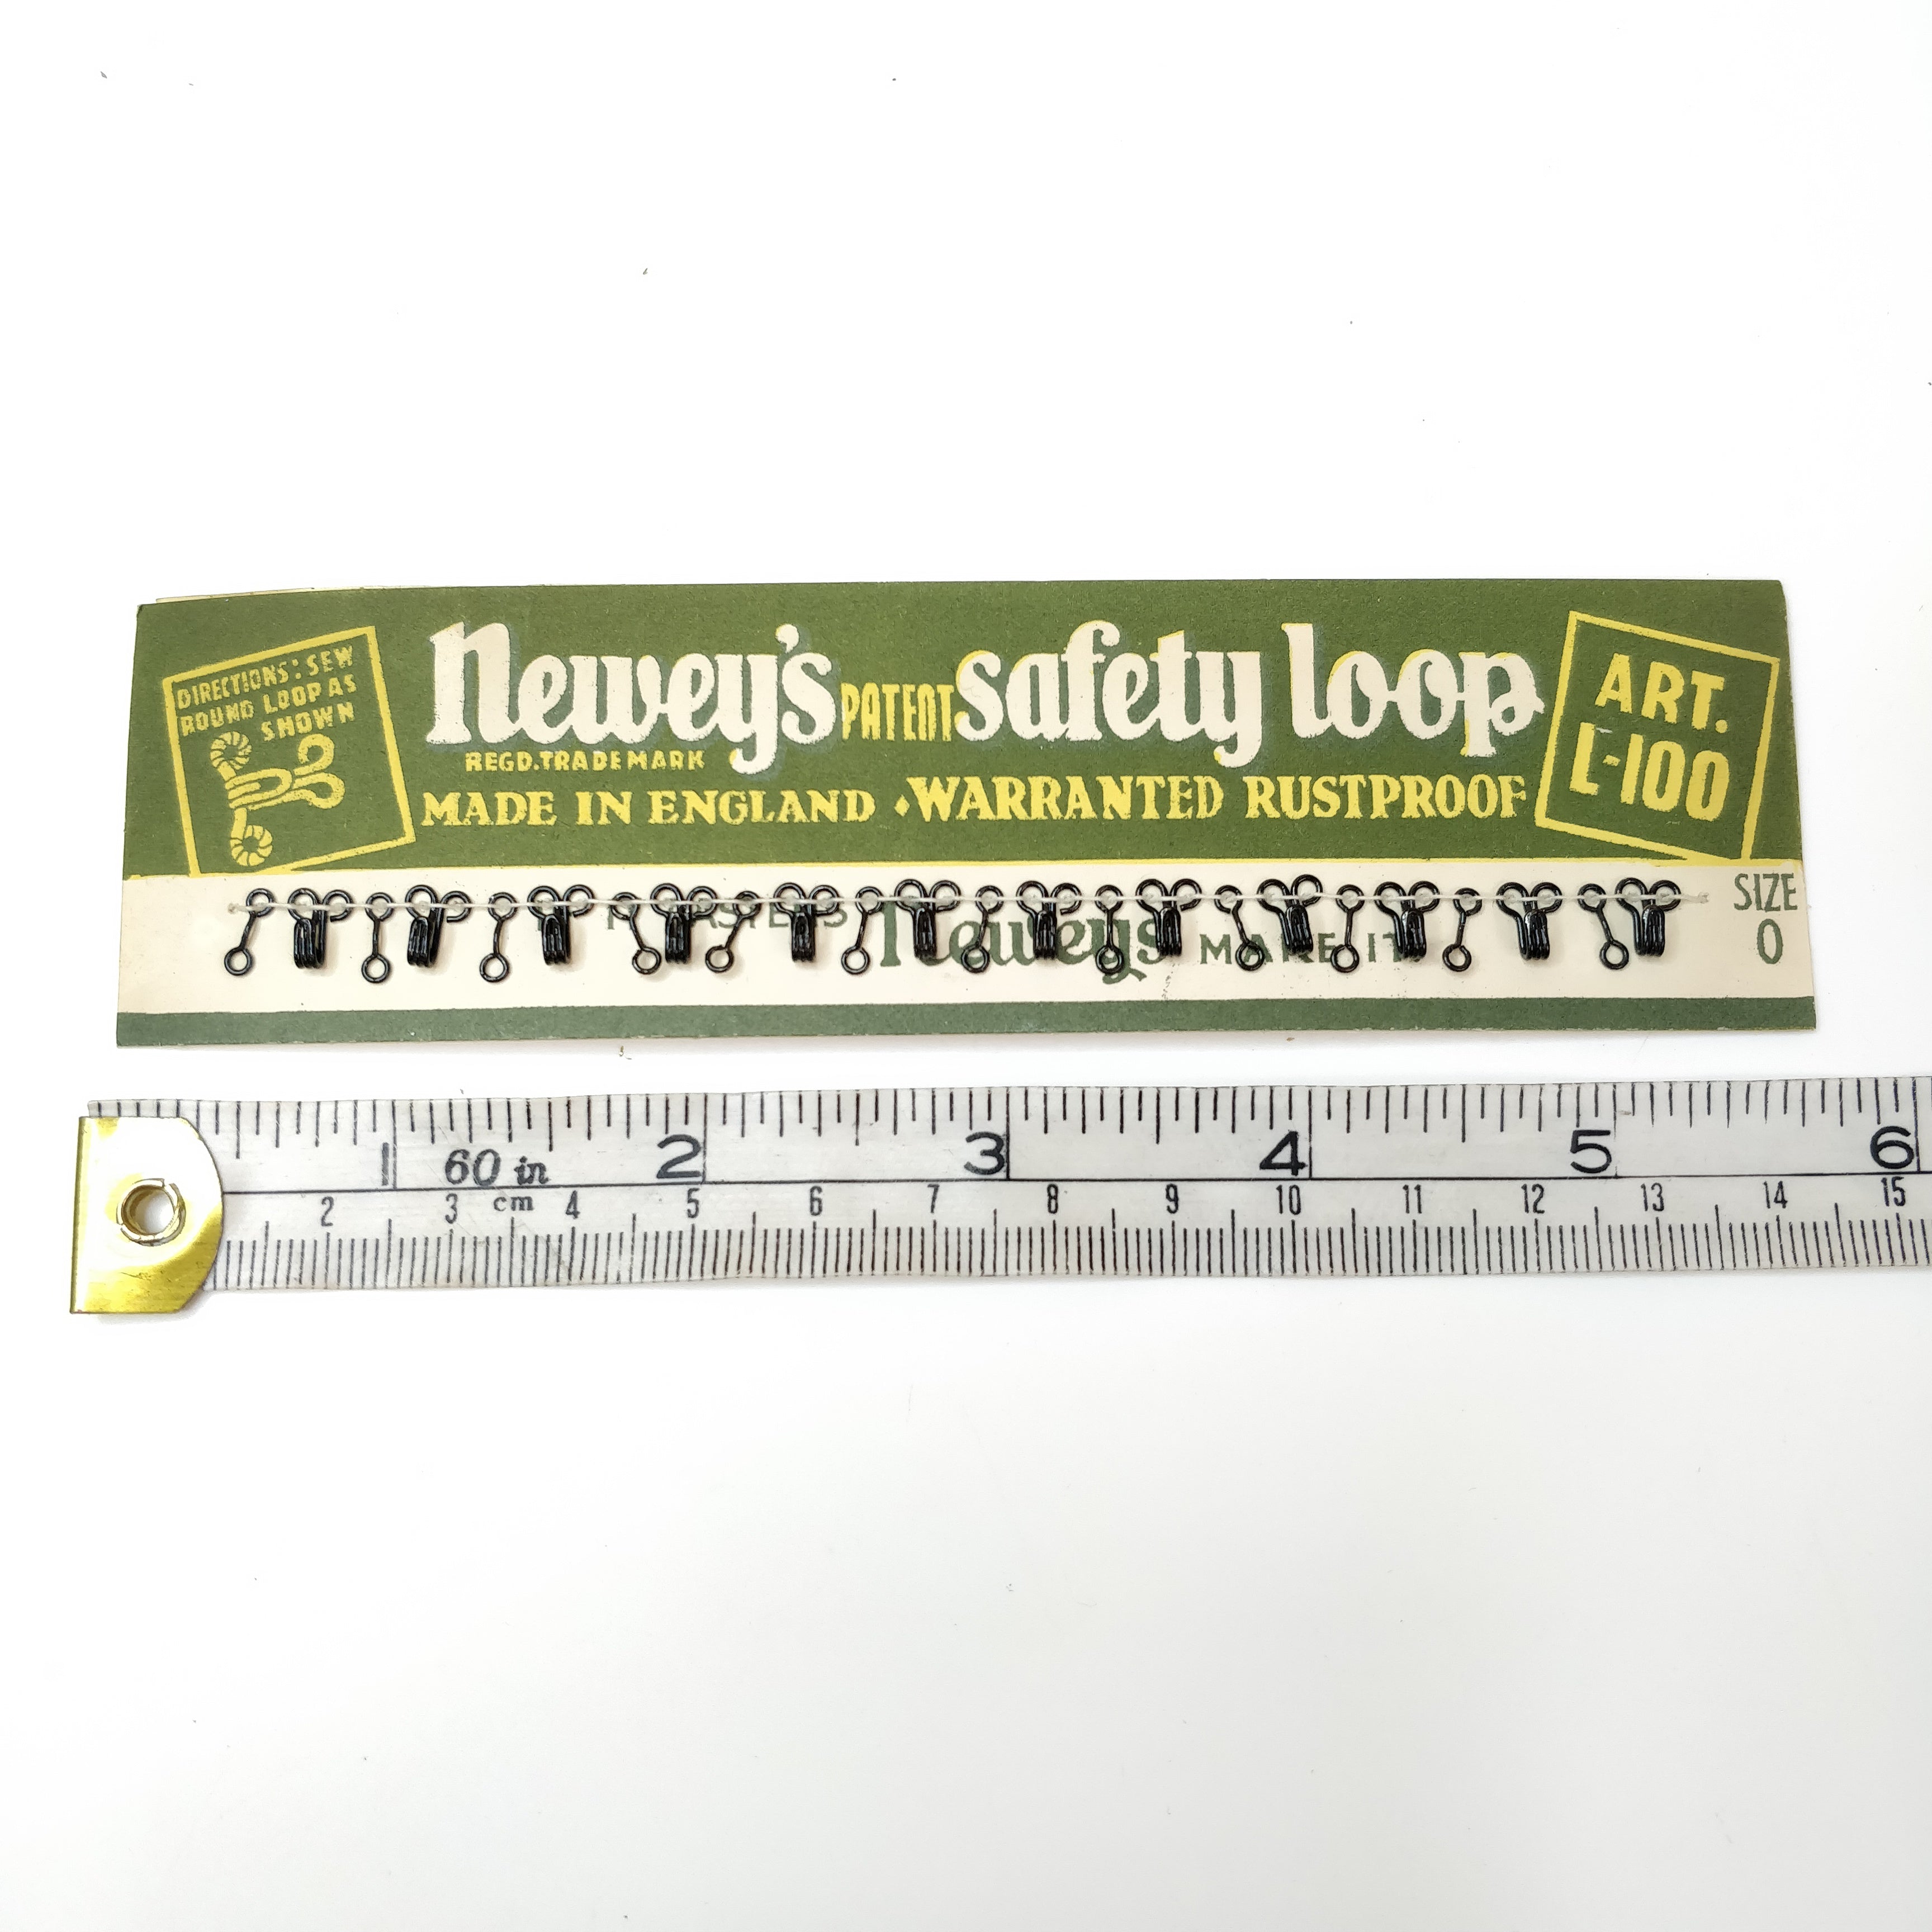 DIRECTIONS: SEW
ROUND LOOP AS
SHOWN
Newey's PATENT safety loop
REGD. TRADE MARK
MADE IN ENGLAND ♦ WARRANTED RUSTPROOF
ART.
L-100
SIZE
0
Neweys MAKE IT
1 2 3 4 5 6
60 in
cm
2 3 4 5 6 7 8 9 10 11 12 13 14 15